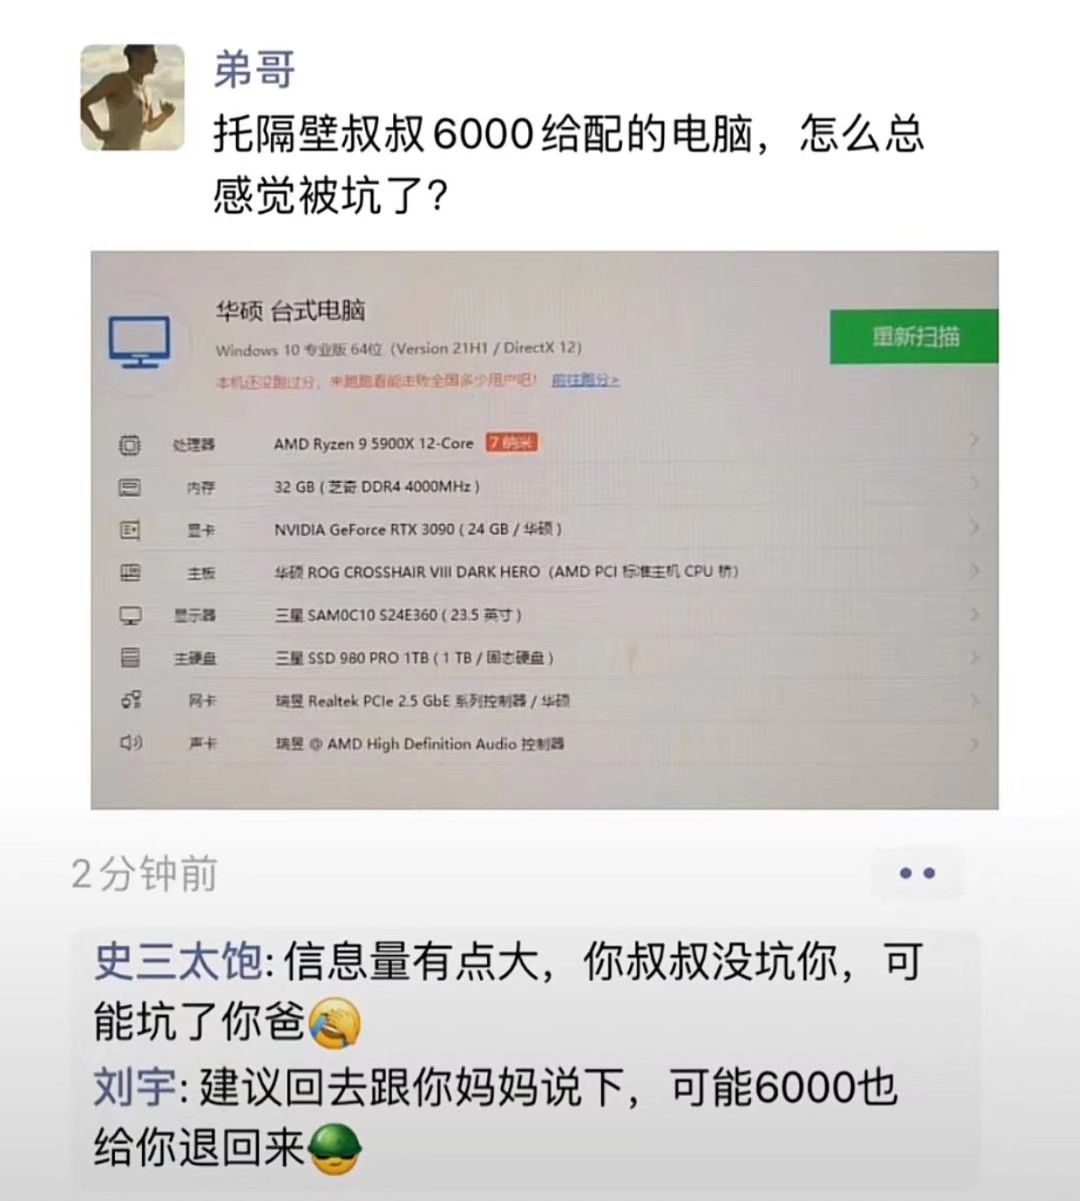 弟哥
托隔壁叔叔6000给配的电脑，怎么总
感觉被坑了？
华硕 台式电脑
Windows 10 专业版 64位 (Version 21H1 / DirectX 12)
本机还没跑过分，来跑跑看能击败全国多少用户吧！ 前往跑分>
重新扫描
处理器 AMD Ryzen 9 5900X 12-Core 7 纳米
内存 32 GB ( 芝奇 DDR4 4000MHz )
显卡 NVIDIA GeForce RTX 3090 ( 24 GB / 华硕 )
主板 华硕 ROG CROSSHAIR VIII DARK HERO（AMD PCI 标准主机 CPU 桥）
显示器 三星 SAM0C10 S24E360 ( 23.5 英寸 )
主硬盘 三星 SSD 980 PRO 1TB ( 1 TB / 固态硬盘 )
网卡 瑞昱 Realtek PCIe 2.5 GbE 系列控制器 / 华硕
声卡 瑞昱 @ AMD High Definition Audio 控制器
2分钟前
史三太饱: 信息量有点大，你叔叔没坑你，可
能坑了你爸
刘宇: 建议回去跟你妈妈说下，可能6000也
给你退回来